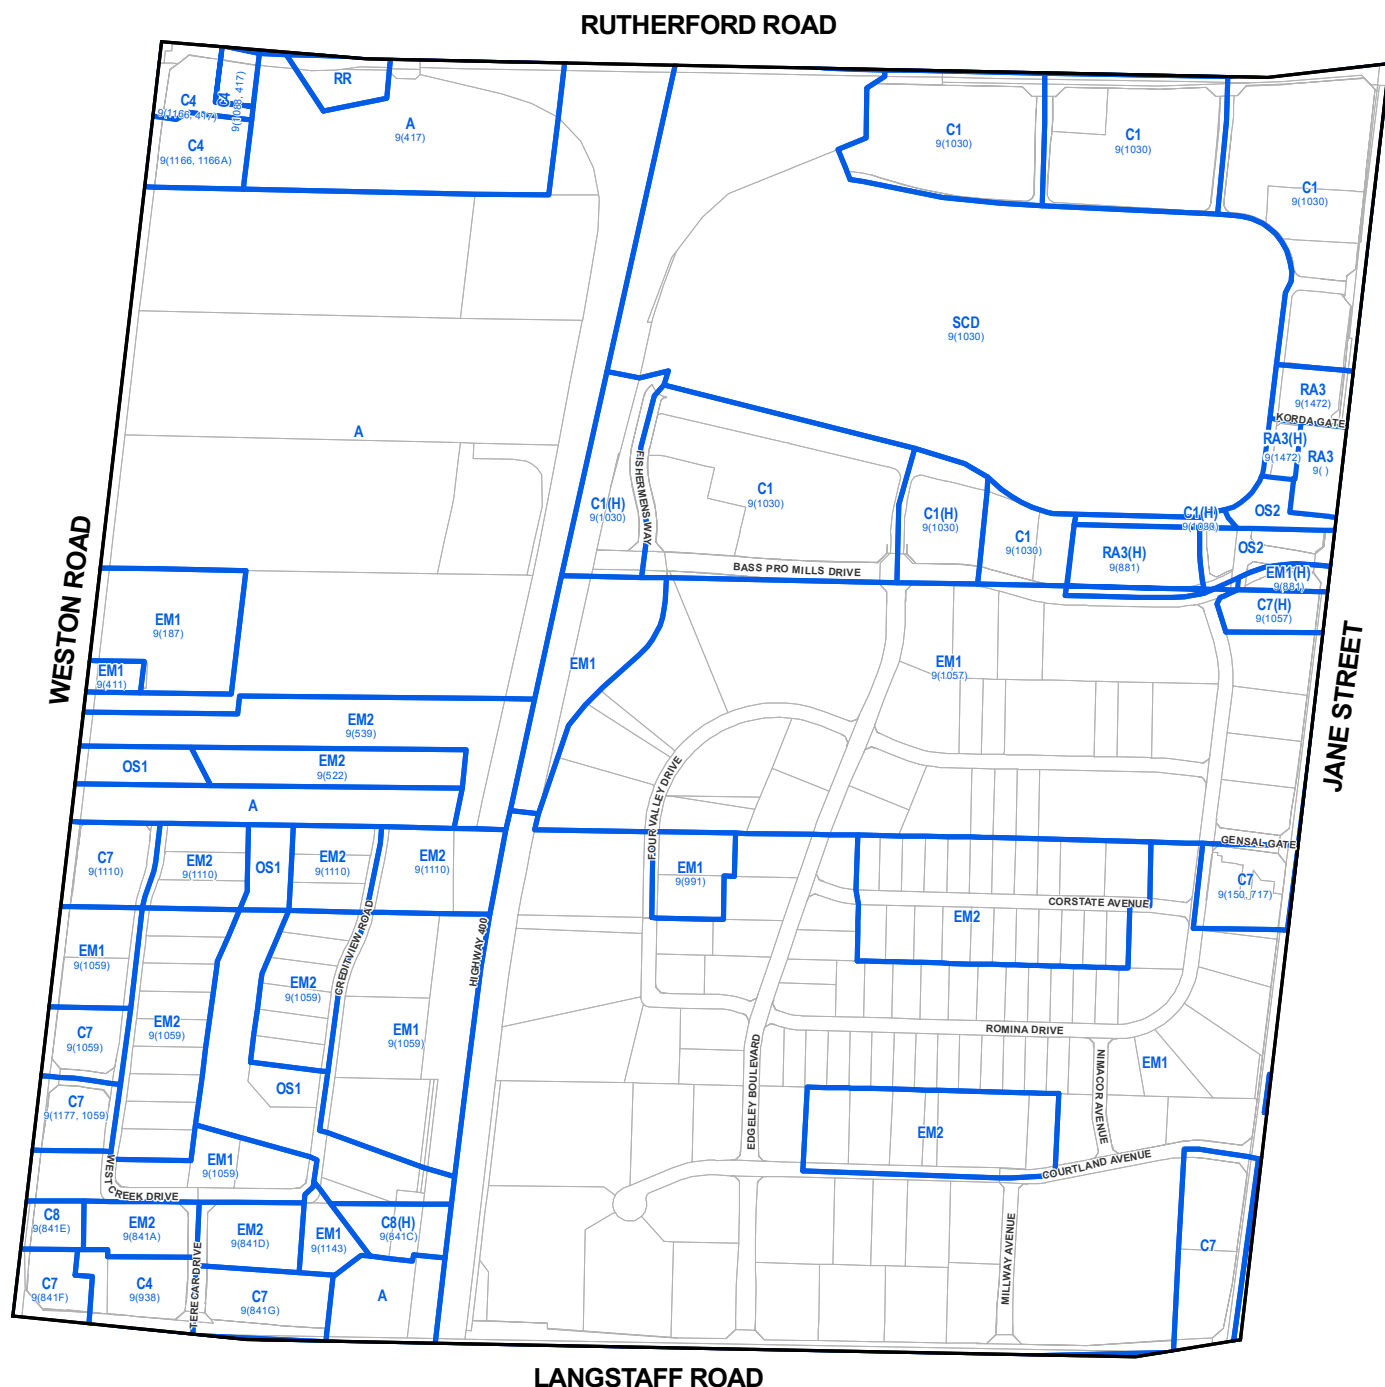 RUTHERFORD ROAD
RR
C4
9(1166, 417)
C4
9(1088, 417)
A
9(417)
C4
9(1166, 1166A)
C1
9(1030)
C1
9(1030)
C1
9(1030)
SCD
9(1030)
RA3
9(1472)
KORDA GATE
RA3(H)
9(1472)
RA3
9( )
A
FISHERMENS WAY
C1(H)
9(1030)
C1
9(1030)
C1(H)
9(1030)
C1
9(1030)
C1(H)
9(1030)
OS2
RA3(H)
9(881)
OS2
EM1(H)
9(881)
BASS PRO MILLS DRIVE
C7(H)
9(1057)
WESTON ROAD
EM1
9(187)
EM1
9(411)
EM1
EM1
9(1057)
JANE STREET
EM2
9(539)
OS1
EM2
9(522)
A
FOUR VALLEY DRIVE
GENSAL GATE
C7
9(1110)
EM2
9(1110)
OS1
EM2
9(1110)
EM2
9(1110)
EM1
9(991)
C7
9(150, 717)
CORSTATE AVENUE
EM2
CREDITVIEW ROAD
HIGHWAY 400
EM1
9(1059)
EM2
9(1059)
EM2
9(1059)
EM1
9(1059)
C7
9(1059)
ROMINA DRIVE
EDGELEY BOULEVARD
NIMACOR AVENUE
EM1
OS1
C7
9(1177, 1059)
EM2
EM1
9(1059)
COURTLAND AVENUE
WEST CREEK DRIVE
C8
9(841E)
EM2
9(841A)
EM2
9(841D)
EM1
9(1143)
C8(H)
9(841C)
TERECAR DRIVE
MILLWAY AVENUE
C7
C7
9(841F)
C4
9(938)
C7
9(841G)
A
LANGSTAFF ROAD